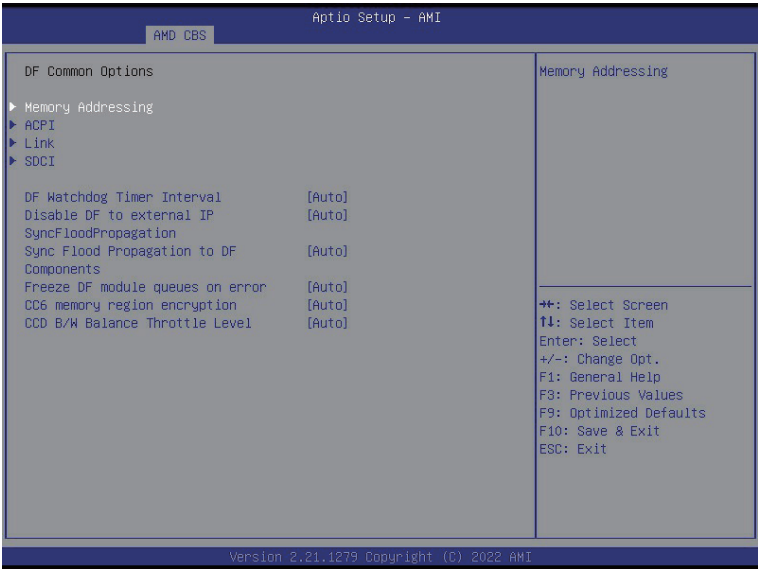 Aptio Setup - AMI
AMD CBS
DF Common Options
Memory Addressing
ACPI
Link
SDCI
DF Watchdog Timer Interval [Auto]
Disable DF to external IP [Auto]
SyncFloodPropagation
Sync Flood Propagation to DF [Auto]
Components
Freeze DF module queues on error [Auto]
CC6 memory region encryption [Auto]
CCD B/W Balance Throttle Level [Auto]
Memory Addressing
→←: Select Screen
↑↓: Select Item
Enter: Select
+/-: Change Opt.
F1: General Help
F3: Previous Values
F9: Optimized Defaults
F10: Save & Exit
ESC: Exit
Version 2.21.1279 Copyright (C) 2022 AMI